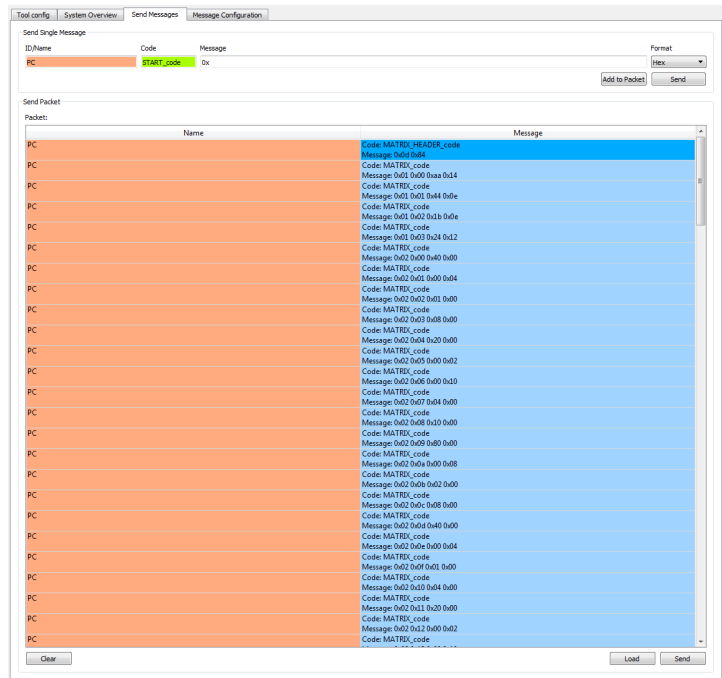 Tool config System Overview Send Messages Message Configuration
Send Single Message
ID/Name Code Message Format
PC START_code 0x Hex
Add to Packet Send
Send Packet
Packet:
Name Message
PC Code: MATRIX_HEADER_code
Message: 0x0d 0x84
PC Code: MATRIX_code
Message: 0x01 0x00 0xaa 0x14
PC Code: MATRIX_code
Message: 0x01 0x01 0x44 0x0e
PC Code: MATRIX_code
Message: 0x01 0x02 0x1b 0x0e
PC Code: MATRIX_code
Message: 0x01 0x03 0x24 0x12
PC Code: MATRIX_code
Message: 0x02 0x00 0x40 0x00
PC Code: MATRIX_code
Message: 0x02 0x01 0x00 0x04
PC Code: MATRIX_code
Message: 0x02 0x02 0x01 0x00
PC Code: MATRIX_code
Message: 0x02 0x03 0x08 0x00
PC Code: MATRIX_code
Message: 0x02 0x04 0x20 0x00
PC Code: MATRIX_code
Message: 0x02 0x05 0x00 0x02
PC Code: MATRIX_code
Message: 0x02 0x06 0x00 0x10
PC Code: MATRIX_code
Message: 0x02 0x07 0x04 0x00
PC Code: MATRIX_code
Message: 0x02 0x08 0x10 0x00
PC Code: MATRIX_code
Message: 0x02 0x09 0x80 0x00
PC Code: MATRIX_code
Message: 0x02 0x0a 0x00 0x08
PC Code: MATRIX_code
Message: 0x02 0x0b 0x02 0x00
PC Code: MATRIX_code
Message: 0x02 0x0c 0x08 0x00
PC Code: MATRIX_code
Message: 0x02 0x0d 0x40 0x00
PC Code: MATRIX_code
Message: 0x02 0x0e 0x00 0x04
PC Code: MATRIX_code
Message: 0x02 0x0f 0x01 0x00
PC Code: MATRIX_code
Message: 0x02 0x10 0x04 0x00
PC Code: MATRIX_code
Message: 0x02 0x11 0x20 0x00
PC Code: MATRIX_code
Message: 0x02 0x12 0x00 0x02
PC Code: MATRIX_code
Clear Load Send